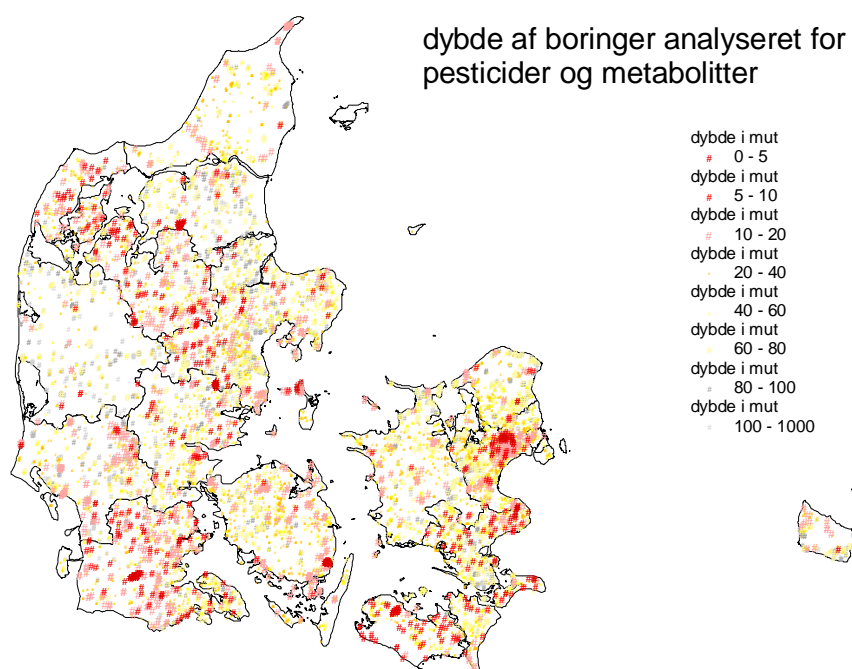 dybde af boringer analyseret for
pesticider og metabolitter
dybde i mut
# 0 - 5
dybde i mut
# 5 - 10
dybde i mut
# 10 - 20
dybde i mut
20 - 40
dybde i mut
40 - 60
dybde i mut
60 - 80
dybde i mut
# 80 - 100
dybde i mut
# 100 - 1000